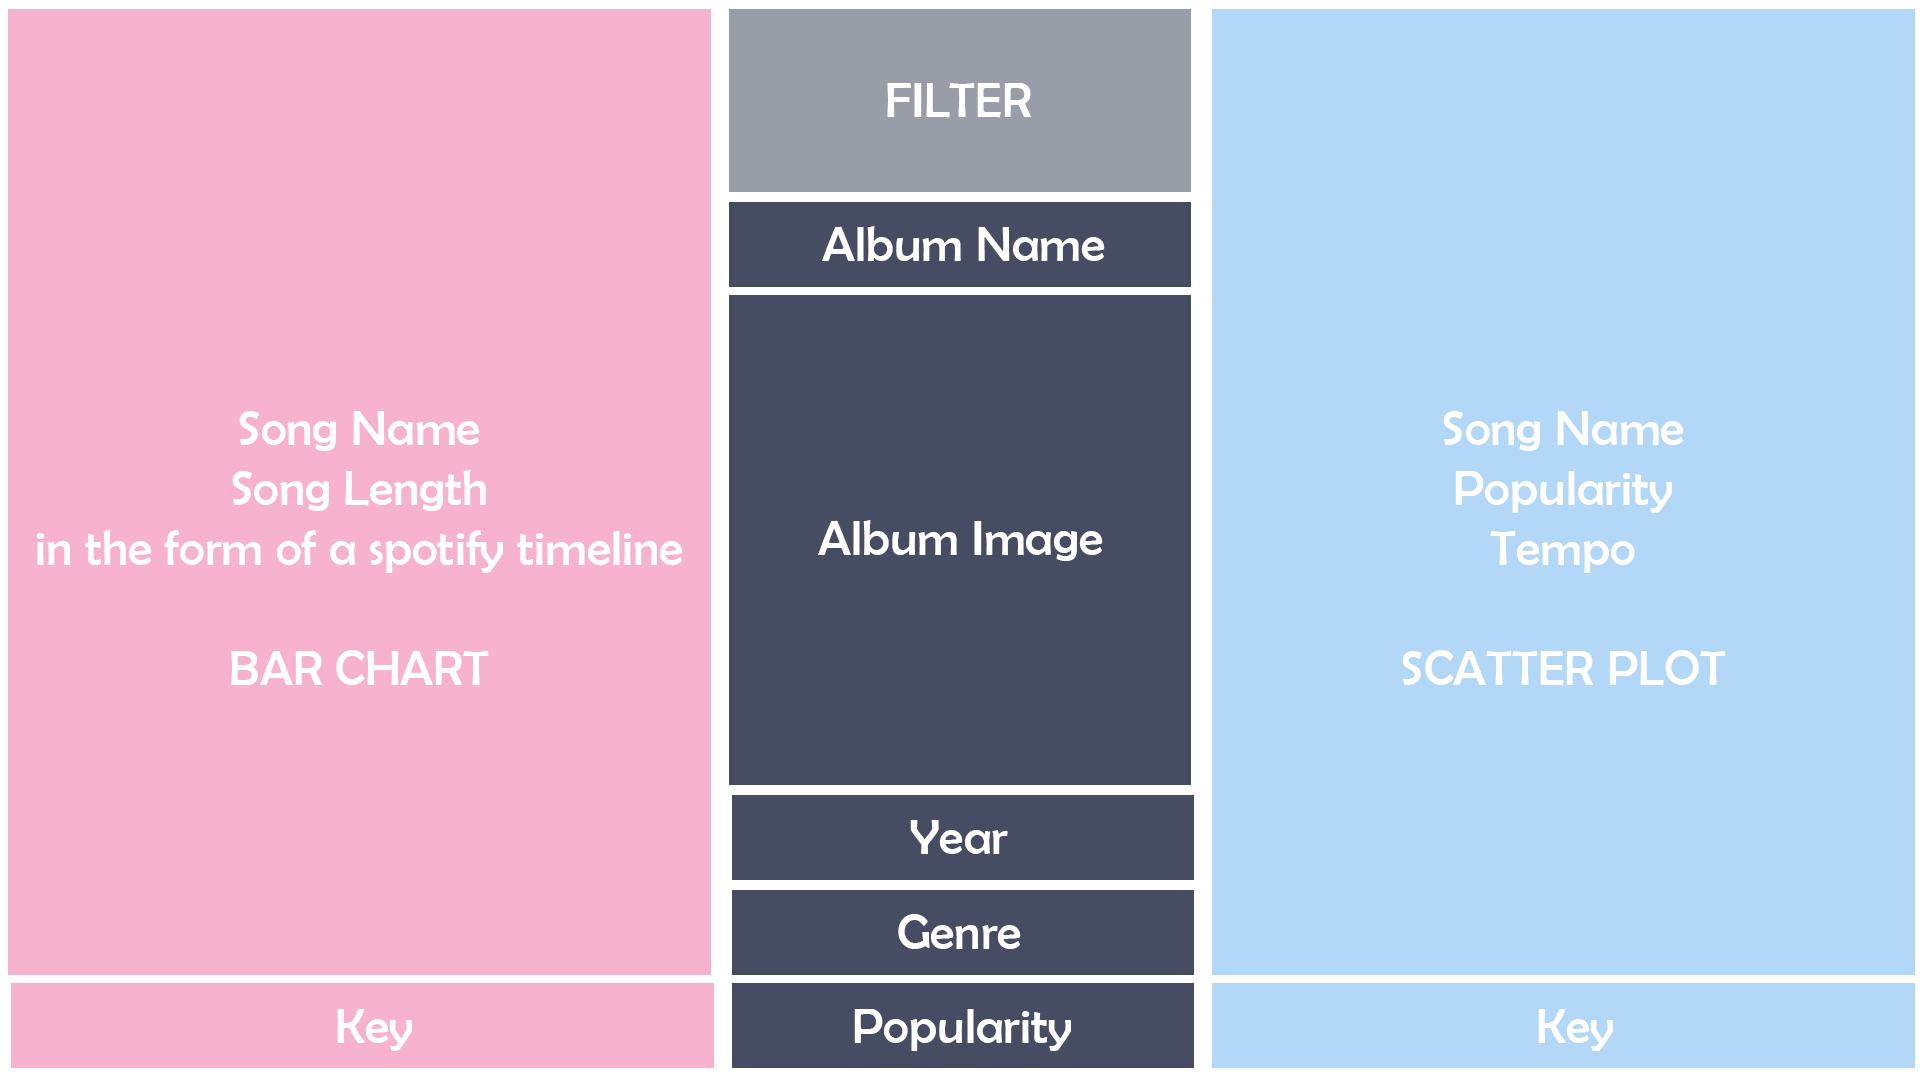 Song Name
Song Length
in the form of a spotify timeline
BAR CHART
Key
FILTER
Album Name
Album Image
Year
Genre
Popularity
Song Name
Popularity
Tempo
SCATTER PLOT
Key